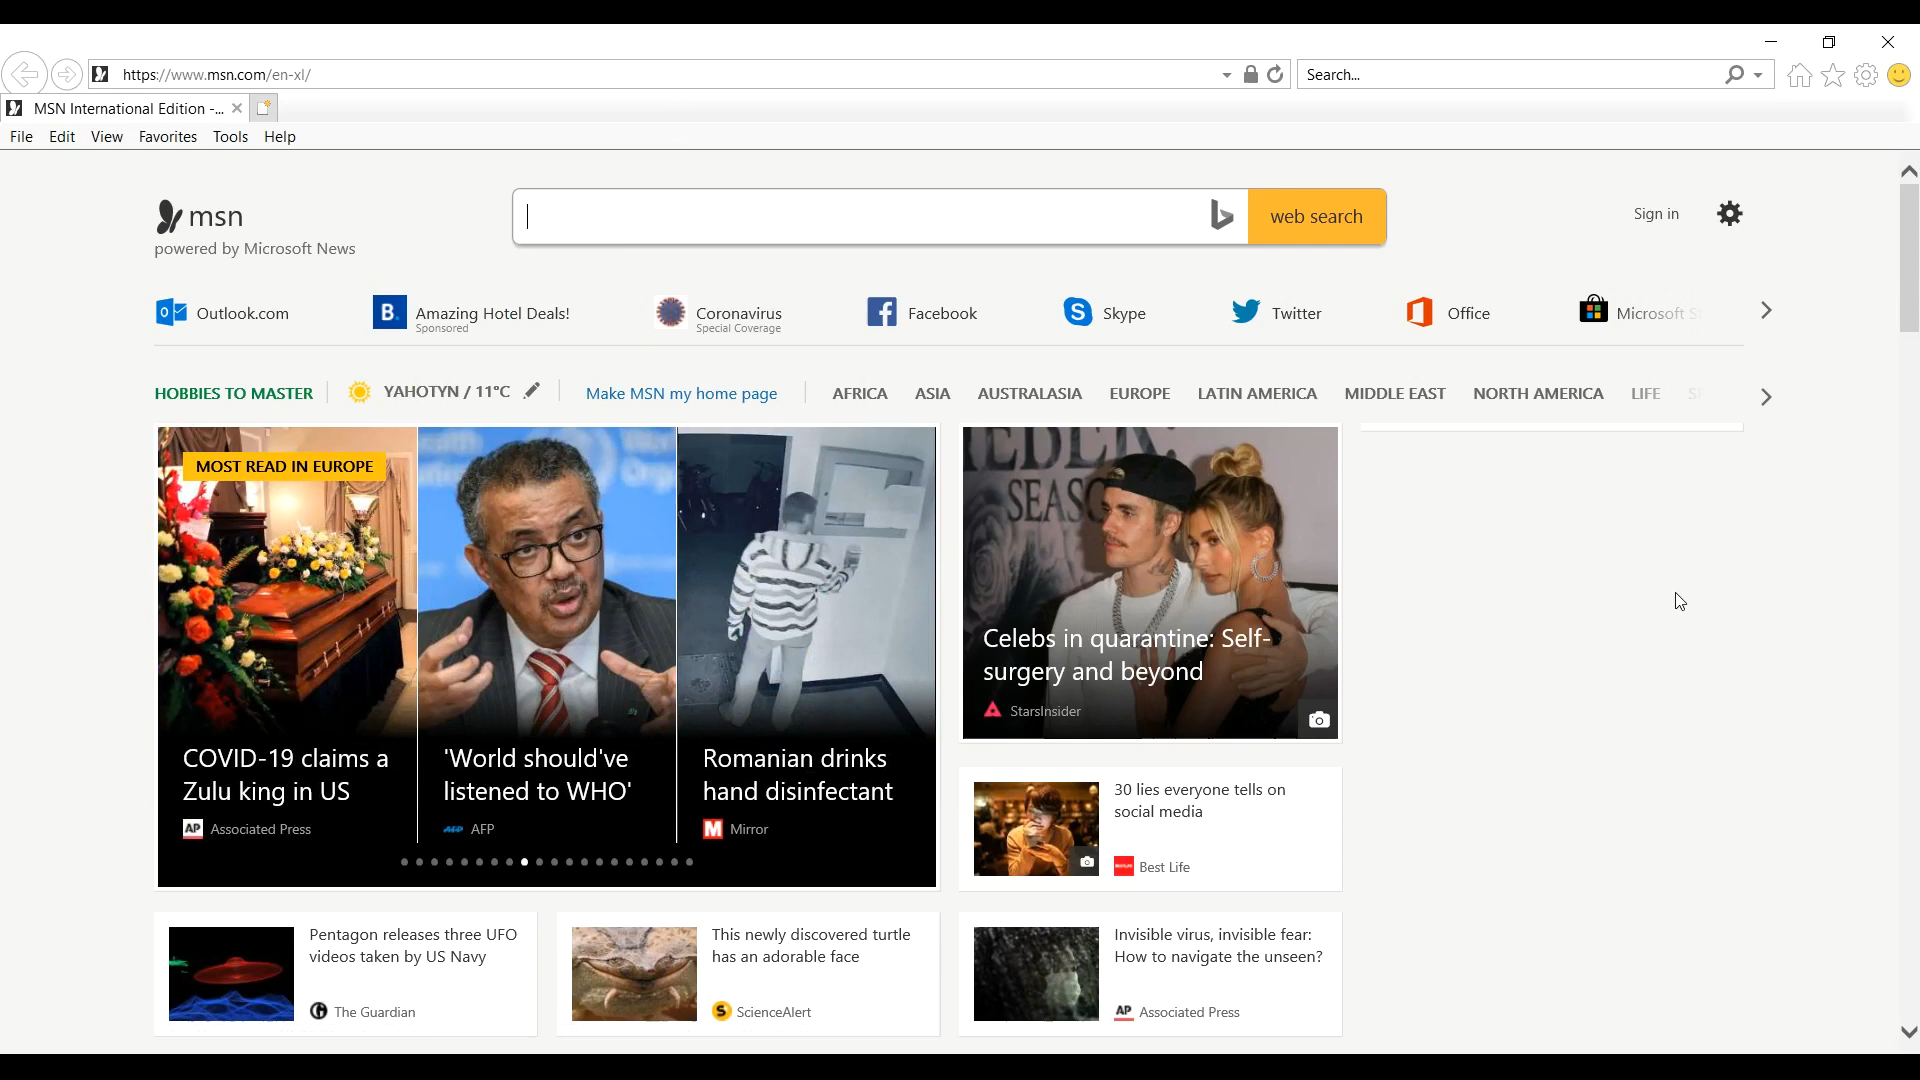 https://www.msn.com/en-xl/
Search...
MSN International Edition -...
File Edit View Favorites Tools Help
msn
powered by Microsoft News
web search
Sign in
Outlook.com
Amazing Hotel Deals!
Sponsored
Coronavirus
Special Coverage
Facebook
Skype
Twitter
Office
Microsoft
HOBBIES TO MASTER
YAHOTYN / 11°C
Make MSN my home page
AFRICA ASIA AUSTRALASIA EUROPE LATIN AMERICA MIDDLE EAST NORTH AMERICA LIFE
MOST READ IN EUROPE
COVID-19 claims a
Zulu king in US
AP Associated Press
'World should've
listened to WHO'
AFP AFP
Romanian drinks
hand disinfectant
M Mirror
SEASO
Celebs in quarantine: Self-
surgery and beyond
StarsInsider
30 lies everyone tells on
social media
Best Life
Pentagon releases three UFO
videos taken by US Navy
The Guardian
This newly discovered turtle
has an adorable face
S ScienceAlert
Invisible virus, invisible fear:
How to navigate the unseen?
AP Associated Press